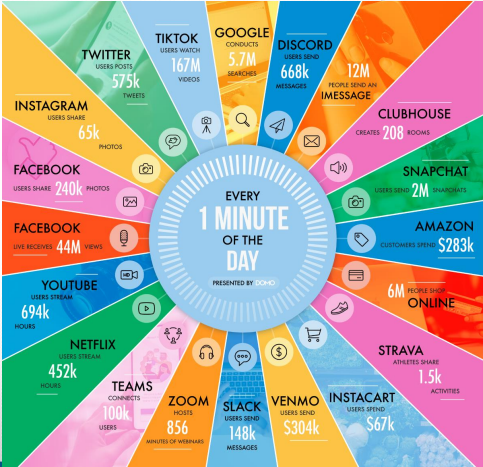 GOOGLE
CONDUCTS
5.7M
SEARCHES
DISCORD
USERS SEND
668k
MESSAGES
12M
PEOPLE SEND AN
IMESSAGE
CLUBHOUSE
CREATES 208 ROOMS
SNAPCHAT
USERS SEND 2M SNAPCHATS
AMAZON
CUSTOMERS SPEND $283k
6M PEOPLE SHOP
ONLINE
STRAVA
ATHLETES SHARE
1.5k
ACTIVITIES
INSTACART
USERS SPEND
$67k
VENMO
USERS SEND
$304k
SLACK
USERS SEND
148k
MESSAGES
ZOOM
HOSTS
856
MINUTES OF WEBINARS
TEAMS
CONNECTS
100k
USERS
NETFLIX
USERS STREAM
452k
HOURS
YOUTUBE
USERS STREAM
694k
HOURS
FACEBOOK
LIVE RECEIVES 44M VIEWS
FACEBOOK
USERS SHARE 240k PHOTOS
INSTAGRAM
USERS SHARE
65k
PHOTOS
TWITTER
USERS POSTS
575k
TWEETS
TIKTOK
USERS WATCH
167M
VIDEOS
EVERY
1 MINUTE
OF THE
DAY
PRESENTED BY DOMO
HD